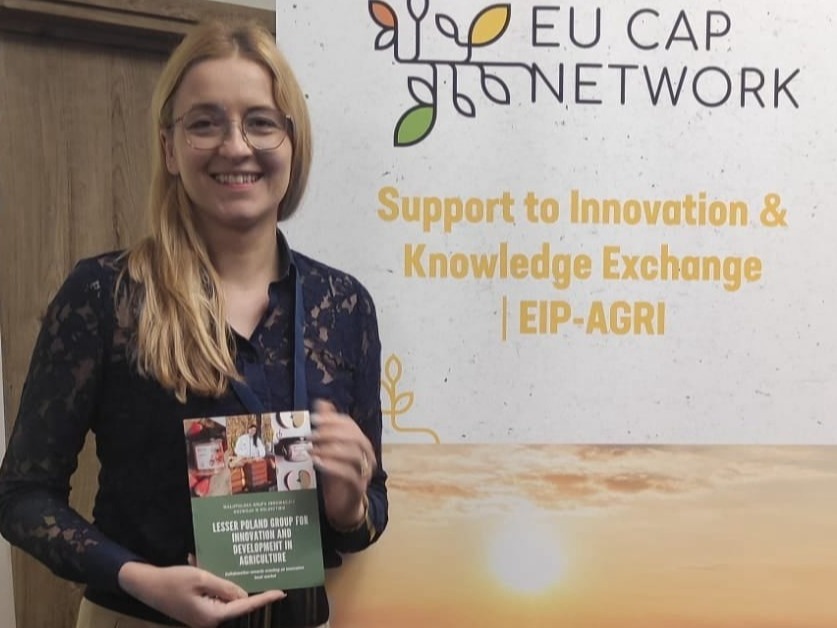 EU CAP
NETWORK
Support to Innovation &
Knowledge Exchange
| EIP-AGRI
LESSER POLAND GROUP FOR
INNOVATION AND
DEVELOPMENT IN
AGRICULTURE